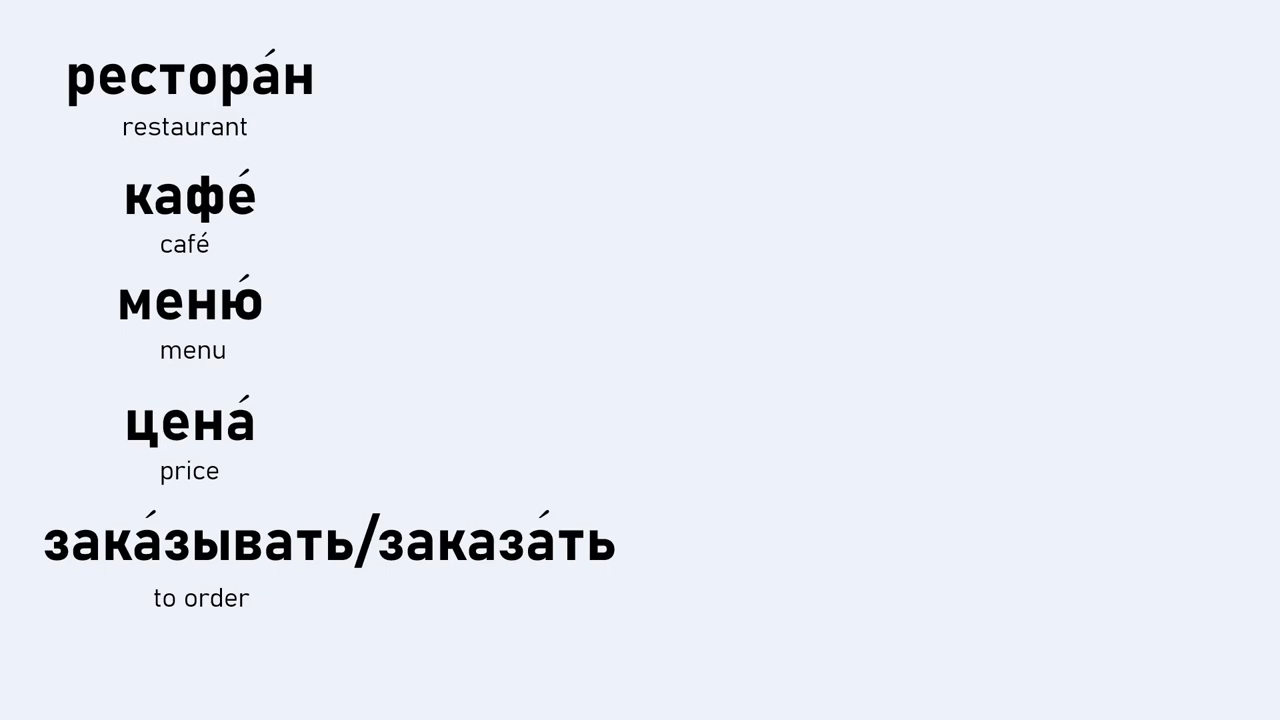 рестора́н
restaurant
кафе́
café
меню́
menu
цена́
price
зака́зывать/заказа́ть
to order